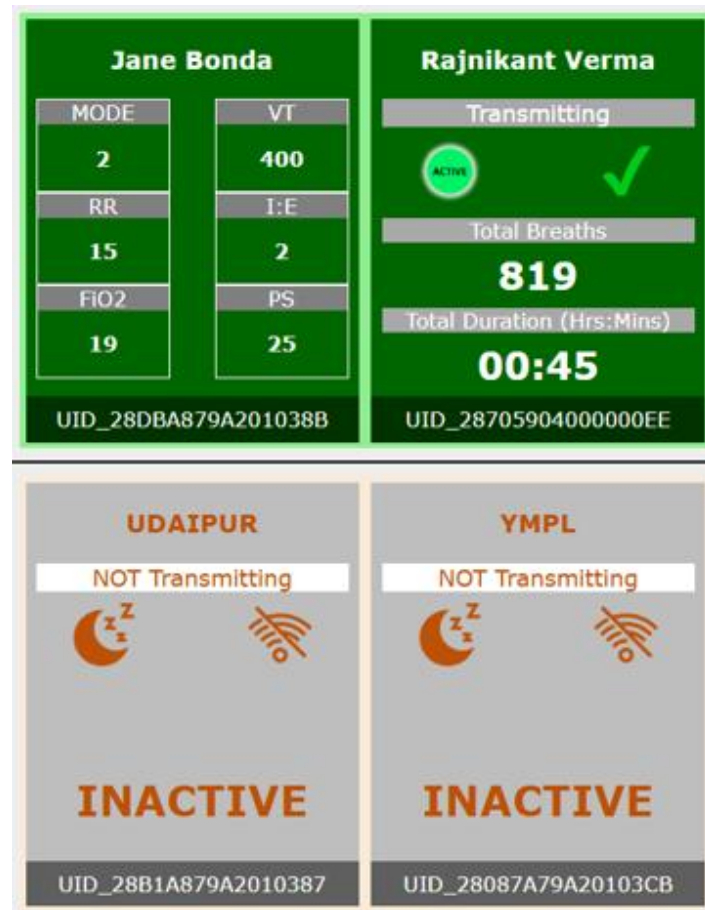 Jane Bonda
MODE VT
2 400
RR I:E
15 2
FiO2 PS
19 25
UID_28DBA879A201038B
Rajnikant Verma
Transmitting
ACTIVE
Total Breaths
819
Total Duration (Hrs:Mins)
00:45
UID_28705904000000EE
UDAIPUR
NOT Transmitting
z z Z
INACTIVE
UID_28B1A879A2010387
YMPL
NOT Transmitting
z z Z
INACTIVE
UID_28087A79A20103CB